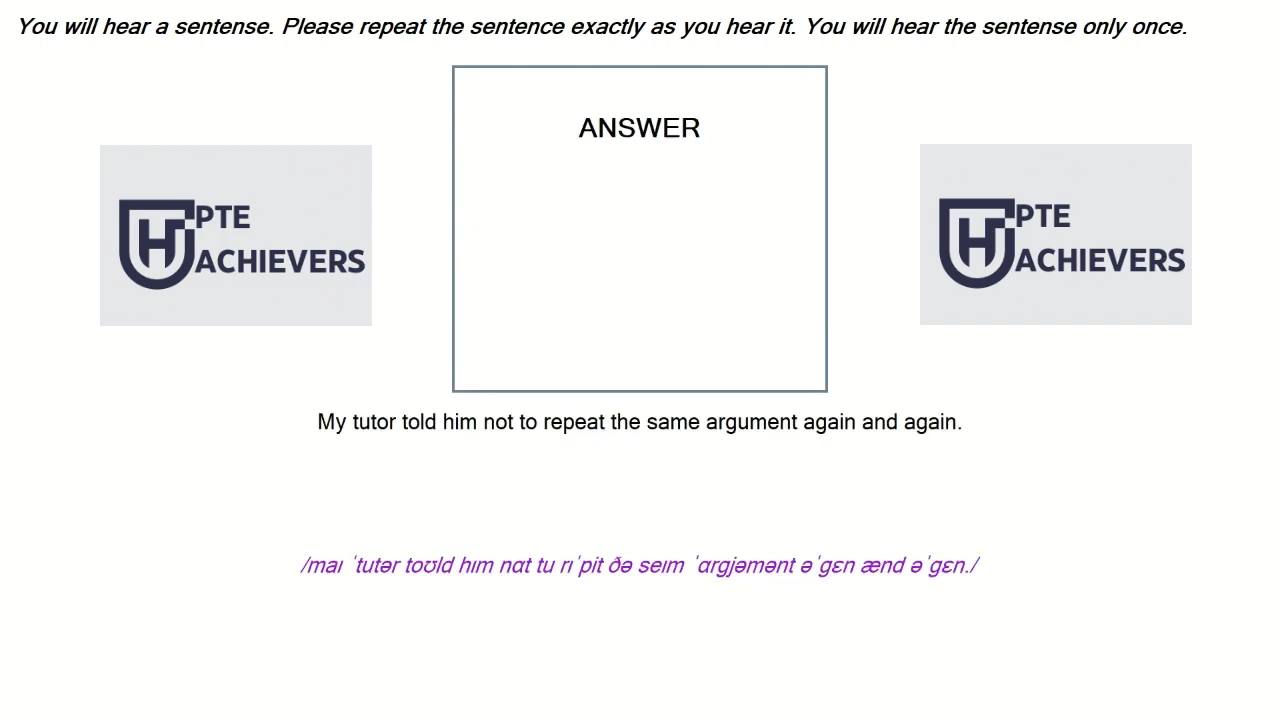 You will hear a sentense. Please repeat the sentence exactly as you hear it. You will hear the sentense only once.
ANSWER
PTE
ACHIEVERS
PTE
ACHIEVERS
My tutor told him not to repeat the same argument again and again.
/maɪ ˈtutər toʊld hɪm nɑt tu rɪˈpit ðə seɪm ˈɑrgjəmənt əˈgɛn ænd əˈgɛn./